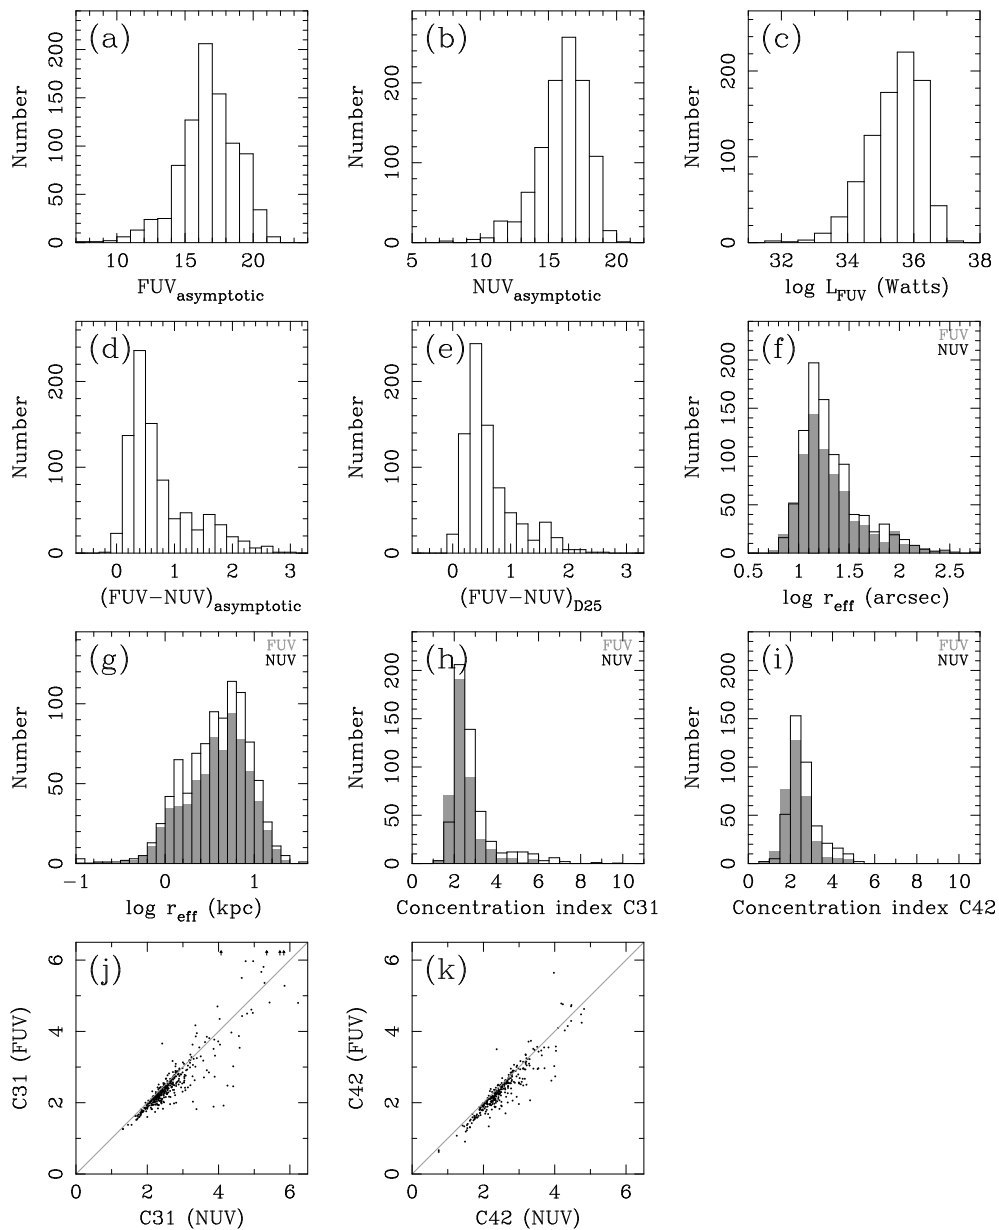 (a)
Number
0 50 100 150 200
10 15 20
FUV_asymptotic
(b)
Number
0 100 200
5 10 15 20
NUV_asymptotic
(c)
Number
0 100 200
32 34 36 38
log L_FUV (Watts)
(d)
Number
0 100 200
0 1 2 3
(FUV−NUV)_asymptotic
(e)
Number
0 100 200
0 1 2 3
(FUV−NUV)_D25
(f)
FUV
NUV
Number
0 50 100 150 200
0.5 1 1.5 2 2.5
log r_eff (arcsec)
(g)
FUV
NUV
Number
0 50 100
−1 0 1
log r_eff (kpc)
(h)
FUV
NUV
Number
0 50 100 150 200
0 2 4 6 8 10
Concentration index C31
(i)
FUV
NUV
Number
0 50 100 150 200
0 2 4 6 8 10
Concentration index C42
(j)
C31 (FUV)
0 2 4 6
0 2 4 6
C31 (NUV)
(k)
C42 (FUV)
0 2 4 6
0 2 4 6
C42 (NUV)